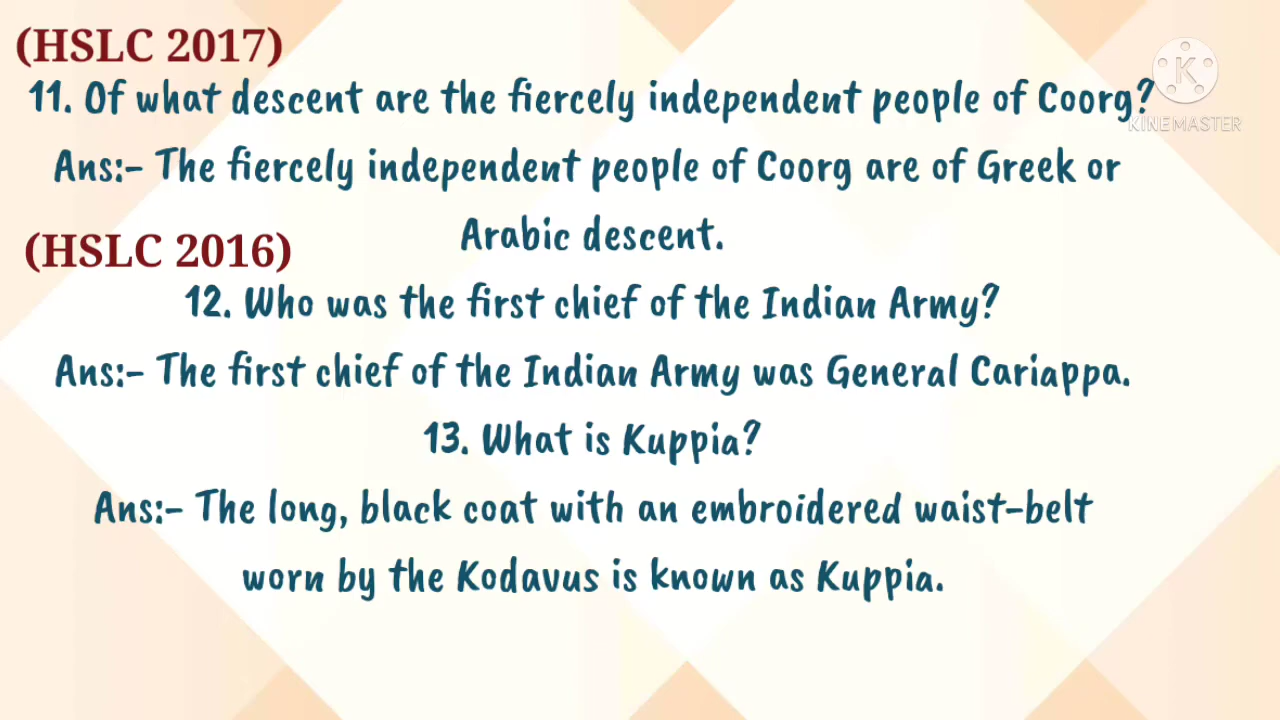 (HSLC 2017)
11. Of what descent are the fiercely independent people of Coorg?
K
KINEMASTER
Ans:- The fiercely independent people of Coorg are of Greek or
Arabic descent.
(HSLC 2016)
12. Who was the first chief of the Indian Army?
Ans:- The first chief of the Indian Army was General Cariappa.
13. What is Kuppia?
Ans:- The long, black coat with an embroidered waist-belt
worn by the Kodavus is known as Kuppia.